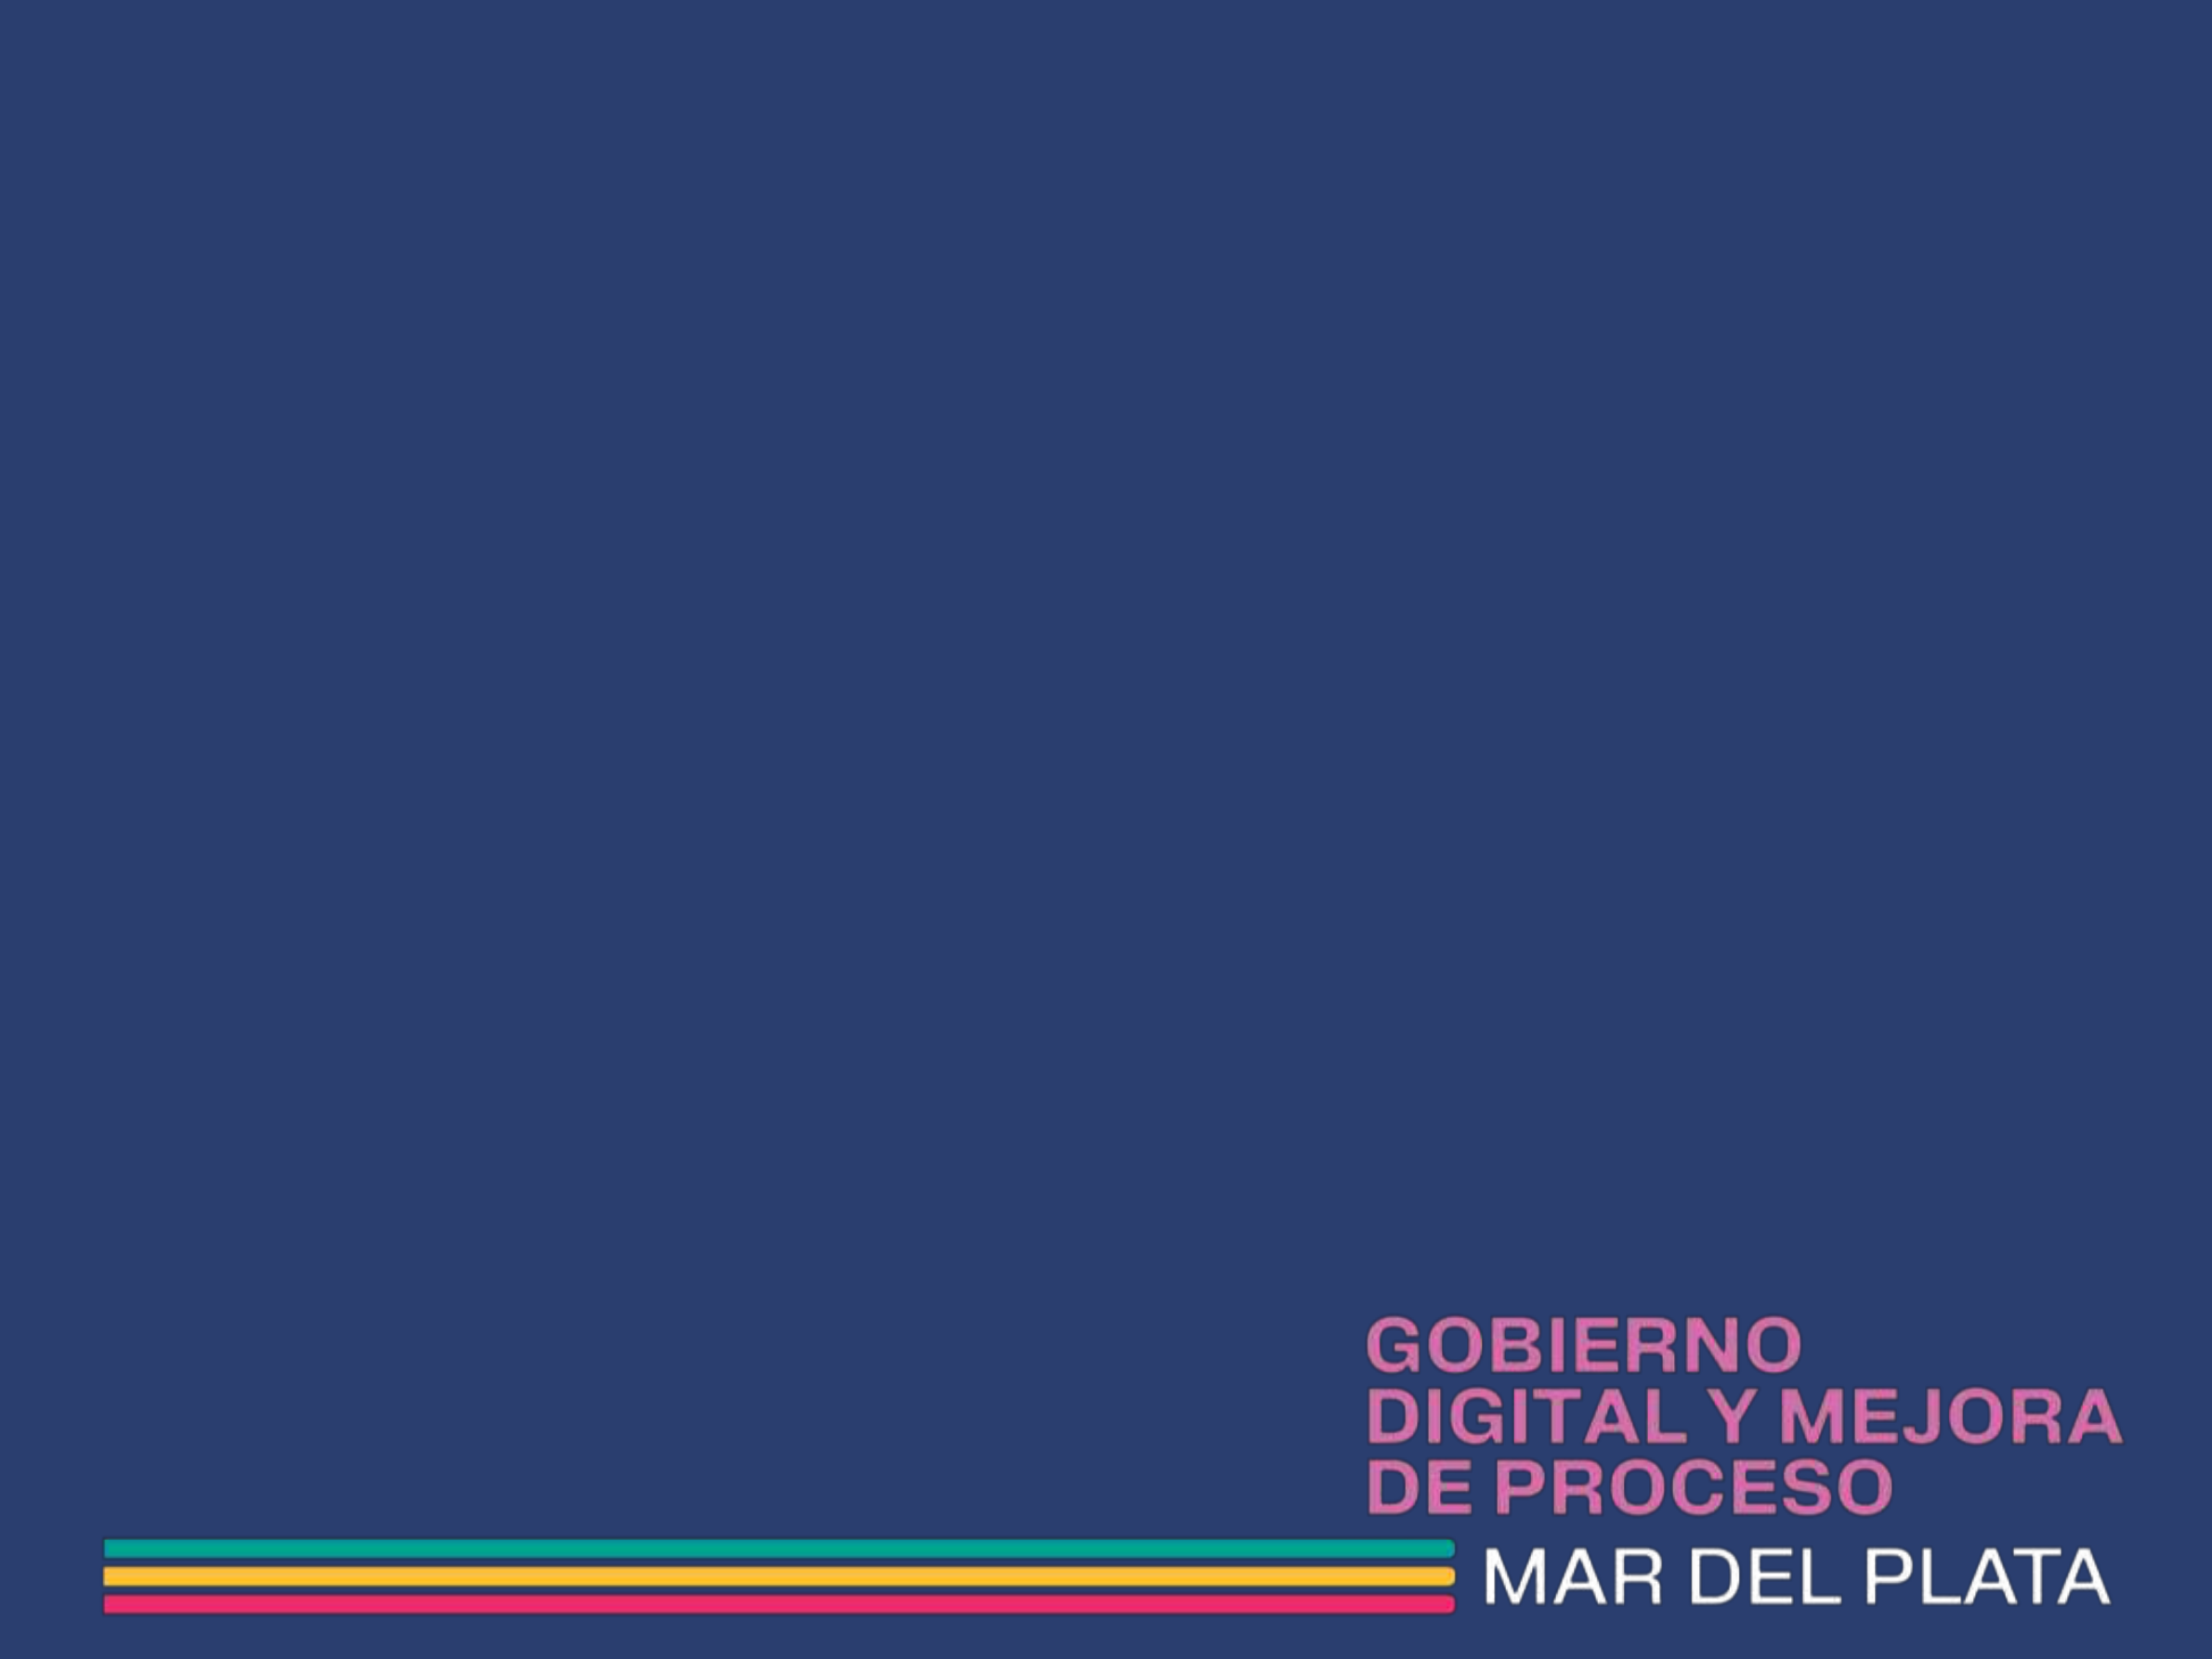 GOBIERNO
DIGITAL Y MEJORA
DE PROCESO
MAR DEL PLATA